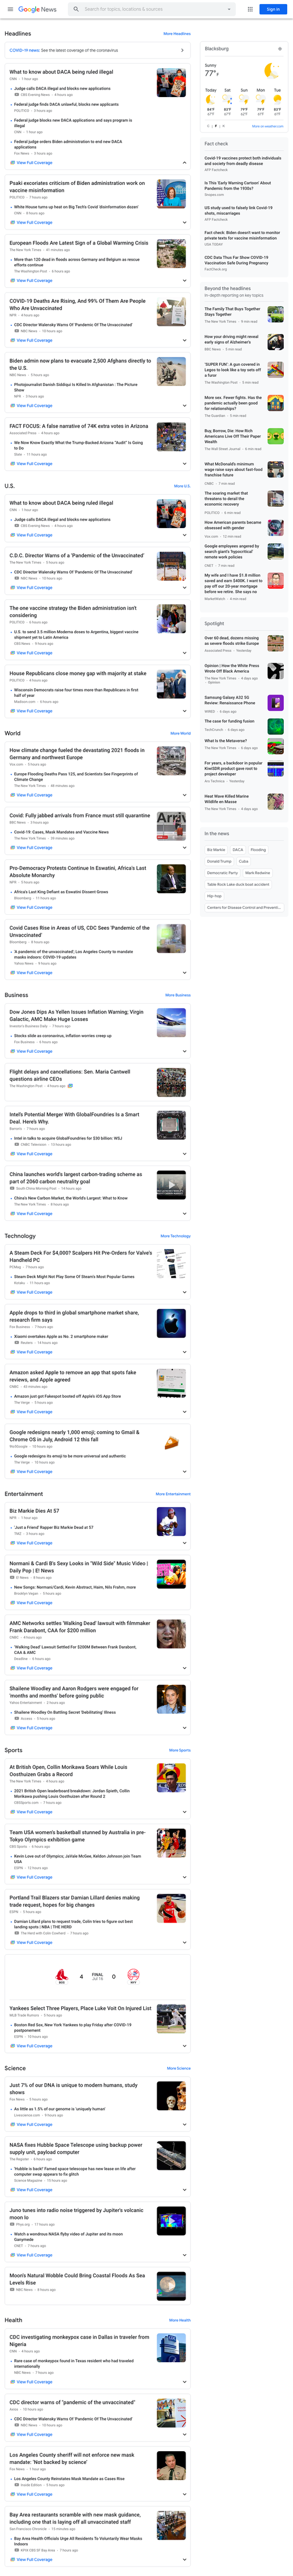 Google News
Search for topics, locations & sources
Sign in
Headlines
More Headlines
COVID-19 news: See the latest coverage of the coronavirus
What to know about DACA being ruled illegal
CNN · 1 hour ago
Judge calls DACA illegal and blocks new applications
CBS Evening News · 4 hours ago
Federal judge finds DACA unlawful, blocks new applicants
POLITICO · 3 hours ago
Federal judge blocks new DACA applications and says program is
illegal
CNN · 1 hour ago
Federal judge orders Biden administration to end new DACA
applications
Fox News · 3 hours ago
View Full Coverage
Psaki excoriates criticism of Biden administration work on
vaccine misinformation
POLITICO · 7 hours ago
White House turns up heat on Big Tech's Covid 'disinformation dozen'
CNN · 8 hours ago
View Full Coverage
European Floods Are Latest Sign of a Global Warming Crisis
The New York Times · 41 minutes ago
More than 120 dead in floods across Germany and Belgium as rescue
efforts continue
The Washington Post · 6 hours ago
View Full Coverage
COVID-19 Deaths Are Rising, And 99% Of Them Are People
Who Are Unvaccinated
NPR · 8 hours ago
CDC Director Walensky Warns Of 'Pandemic Of The Unvaccinated'
NBC News · 10 hours ago
View Full Coverage
Biden admin now plans to evacuate 2,500 Afghans directly to
the U.S.
NBC News · 5 hours ago
Photojournalist Danish Siddiqui Is Killed In Afghanistan : The Picture
Show
NPR · 5 hours ago
View Full Coverage
FACT FOCUS: A false narrative of 74K extra votes in Arizona
Associated Press · 4 hours ago
We Now Know Exactly What the Trump-Backed Arizona "Audit" Is Going
to Do
Slate · 11 hours ago
View Full Coverage
U.S.
More U.S.
What to know about DACA being ruled illegal
CNN · 1 hour ago
Judge calls DACA illegal and blocks new applications
CBS Evening News · 4 hours ago
View Full Coverage
C.D.C. Director Warns of a 'Pandemic of the Unvaccinated'
The New York Times · 5 hours ago
CDC Director Walensky Warns Of 'Pandemic Of The Unvaccinated'
NBC News · 10 hours ago
View Full Coverage
The one vaccine strategy the Biden administration isn't
considering
POLITICO · 6 hours ago
U.S. to send 3.5 million Moderna doses to Argentina, biggest vaccine
shipment yet to Latin America
CBS News · 8 hours ago
View Full Coverage
House Republicans close money gap with majority at stake
POLITICO · 4 hours ago
Wisconsin Democrats raise four times more than Republicans in first
half of year
Madison.com · 6 hours ago
View Full Coverage
World
More World
How climate change fueled the devastating 2021 floods in
Germany and northwest Europe
Vox.com · 3 hours ago
Europe Flooding Deaths Pass 125, and Scientists See Fingerprints of
Climate Change
The New York Times · 46 minutes ago
View Full Coverage
Covid: Fully jabbed arrivals from France must still quarantine
BBC News · 3 hours ago
Covid-19: Cases, Mask Mandates and Vaccine News
The New York Times · 36 minutes ago
View Full Coverage
Pro-Democracy Protests Continue In Eswatini, Africa's Last
Absolute Monarchy
NPR · 3 hours ago
Africa's Last King Defiant as Eswatini Dissent Grows
Bloomberg · 17 hours ago
View Full Coverage
Covid Cases Rise in Areas of US, CDC Sees 'Pandemic of the
Unvaccinated'
Bloomberg · 8 hours ago
'A pandemic of the unvaccinated'; Los Angeles County to mandate
masks indoors: COVID-19 updates
Yahoo News · 9 hours ago
View Full Coverage
Business
More Business
Dow Jones Dips As Yellen Issues Inflation Warning; Virgin
Galactic, AMC Make Huge Losses
Investor's Business Daily · 7 hours ago
Stocks slide as coronavirus, inflation worries creep up
Fox Business · 6 hours ago
View Full Coverage
Flight delays and cancellations: Sen. Maria Cantwell
questions airline CEOs
The Washington Post · 4 hours ago
Intel's Potential Merger With GlobalFoundries Is a Smart
Deal. Here's Why.
Barron's · 7 hours ago
Intel in talks to acquire GlobalFoundries for $30 billion: WSJ
CNBC Television · 10 hours ago
View Full Coverage
China launches world's largest carbon-trading scheme as
part of 2060 carbon neutrality goal
South China Morning Post · 14 hours ago
China's New Carbon Market, the World's Largest: What to Know
The New York Times · 8 hours ago
View Full Coverage
Technology
More Technology
A Steam Deck For $4,000? Scalpers Hit Pre-Orders for Valve's
Handheld PC
PCMag · 7 hours ago
Steam Deck Might Not Play Some Of Steam's Most Popular Games
Kotaku · 11 hours ago
View Full Coverage
Apple drops to third in global smartphone market share,
research firm says
Fox Business · 7 hours ago
Xiaomi overtakes Apple as No. 2 smartphone maker
Reuters · 14 hours ago
View Full Coverage
Amazon asked Apple to remove an app that spots fake
reviews, and Apple agreed
CNBC · 43 minutes ago
Amazon just got Fakespot booted off Apple's iOS App Store
The Verge · 5 hours ago
View Full Coverage
Google redesigns nearly 1,000 emoji; coming to Gmail &
Chrome OS in July, Android 12 this fall
9to5Google · 10 hours ago
Google redesigns its emoji to be more universal and authentic
The Verge · 10 hours ago
View Full Coverage
Entertainment
More Entertainment
Biz Markie Dies At 57
NPR · 1 hour ago
'Just a Friend' Rapper Biz Markie Dead at 57
TMZ · 3 hours ago
View Full Coverage
Normani & Cardi B's Sexy Looks in "Wild Side" Music Video |
Daily Pop | E! News
E! News · 6 hours ago
New Songs: Normani/Cardi, Kevin Abstract, Haim, Nilo Frahm, more
Brooklyn Vegan · 5 hours ago
View Full Coverage
AMC Networks settles 'Walking Dead' lawsuit with filmmaker
Frank Darabont, CAA for $200 million
CNBC · 4 hours ago
'Walking Dead' Lawsuit Settled For $200M Between Frank Darabont,
CAA & AMC
Deadline · 8 hours ago
View Full Coverage
Shailene Woodley and Aaron Rodgers were engaged for
'months and months' before going public
Yahoo Entertainment · 2 hours ago
Shailene Woodley On Battling Secret 'Debilitating' Illness
Access · 5 hours ago
View Full Coverage
Sports
More Sports
At British Open, Collin Morikawa Soars While Louis
Oosthuizen Grabs a Record
The New York Times · 4 hours ago
2021 British Open leaderboard breakdown: Jordan Spieth, Collin
Morikawa pushing Louis Oosthuizen after Round 2
CBSSports.com · 7 hours ago
View Full Coverage
Team USA women's basketball stunned by Australia in pre-
Tokyo Olympics exhibition game
CBS Sports · 4 hours ago
Kevin Love out of Olympics; JaVale McGee, Keldon Johnson join Team
USA
ESPN · 12 hours ago
View Full Coverage
Portland Trail Blazers star Damian Lillard denies making
trade request, hopes for big changes
ESPN · 5 hours ago
Damian Lillard plans to request trade, Colin tries to figure out best
landing spots | NBA | THE HERD
The Herd with Colin Cowherd · 7 hours ago
View Full Coverage
BOS 4 FINAL 0 NYY
Jul 16
Yankees Select Three Players, Place Luke Voit On Injured List
MLB Trade Rumors · 5 hours ago
Boston Red Sox, New York Yankees to play Friday after COVID-19
postponement
ESPN · 10 hours ago
View Full Coverage
Science
More Science
Just 7% of our DNA is unique to modern humans, study
shows
Fox News · 5 hours ago
As little as 1.5% of our genome is 'uniquely human'
Livescience.com · 9 hours ago
View Full Coverage
NASA fixes Hubble Space Telescope using backup power
supply unit, payload computer
The Register · 5 hours ago
'Hubble is back!' Famed space telescope has new lease on life after
computer swap appears to fix glitch
Science Magazine · 10 hours ago
View Full Coverage
Juno tunes into radio noise triggered by Jupiter's volcanic
moon Io
Phys.org · 17 hours ago
Watch a wondrous NASA flyby video of Jupiter and its moon
Ganymede
CNET · 7 hours ago
View Full Coverage
Moon's Natural Wobble Could Bring Coastal Floods As Sea
Levels Rise
NBC News · 8 hours ago
Health
More Health
CDC investigating monkeypox case in Dallas in traveler from
Nigeria
CNN · 4 hours ago
Rare case of monkeypox found in Texas resident who had traveled
internationally
NBC News · 7 hours ago
View Full Coverage
CDC director warns of "pandemic of the unvaccinated"
Axios · 10 hours ago
CDC Director Walensky Warns Of 'Pandemic Of The Unvaccinated'
NBC News · 10 hours ago
View Full Coverage
Los Angeles County sheriff will not enforce new mask
mandate: 'Not backed by science'
Fox News · 1 hour ago
Los Angeles County Reinstates Mask Mandate as Cases Rise
Inside Edition · 4 hours ago
View Full Coverage
Bay Area restaurants scramble with new mask guidance,
including one that is laying off all unvaccinated staff
San Francisco Chronicle · 13 minutes ago
Bay Area Health Officials Urge All Residents To Voluntarily Wear Masks
Indoors
KPIX CBS SF Bay Area · 7 hours ago
View Full Coverage
Blacksburg
Sunny
77°F
Today Sat Sun Mon Tue
More on weather.com
Fact check
Covid-19 vaccines protect both individuals
and society from deadly disease
AFP Factcheck
Is This 'Early Warning Cartoon' About
Pandemic from the 1930s?
Snopes.com
US study used to falsely link Covid-19
shots, miscarriages
AFP Factcheck
Fact check: Biden doesn't want to monitor
private texts for vaccine misinformation
USA TODAY
CDC Data Thus Far Show COVID-19
Vaccination Safe During Pregnancy
FactCheck.org
Beyond the headlines
In-depth reporting on key topics
The Family That Buys Together
Stays Together
The New York Times · 9 min read
How your driving might reveal
early signs of Alzheimer's
BBC News · 5 min read
'SUPER FUN': A gun covered in
Legos to look like a toy sets off
a furor
The Washington Post · 5 min read
More sex. Fewer fights. Has the
pandemic actually been good
for relationships?
The Guardian · 5 min read
Buy, Borrow, Die: How Rich
Americans Live Off Their Paper
Wealth
The Wall Street Journal · 9 min read
What McDonald's minimum
wage raise says about fast-food
franchise future
CNBC · 7 min read
The soaring market that
threatens to derail the
economic recovery
POLITICO · 6 min read
How American parents became
obsessed with gender
Vox.com · 12 min read
Google employees angered by
search giant's 'hypocritical'
remote work policies
CNET · 7 min read
My wife and I have $1.8 million
saved and earn $400K. I want to
pay off our 25-year mortgage
before we retire. She says no
MarketWatch · 4 min read
Spotlight
Over 60 dead, dozens missing
as severe floods strike Europe
Associated Press · Yesterday
Opinion | How the White Press
Wrote Off Black America
The New York Times · 6 days ago
· Opinion
Samsung Galaxy A32 5G
Review: Renaissance Phone
WIRED · 6 days ago
The case for funding fusion
TechCrunch · 6 days ago
What Is the Metaverse?
The New York Times · 6 days ago
For years, a backdoor in popular
KiwiSDR product gave root to
project developer
Ars Technica · Yesterday
Heat Wave Killed Marine
Wildlife en Masse
The New York Times · 4 days ago
In the news
Biz Markie
DACA
Flooding
Donald Trump
Cuba
Democratic Party
Mark Redwine
Table Rock Lake duck boat accident
Hip-hop
Centers for Disease Control and Preventi...